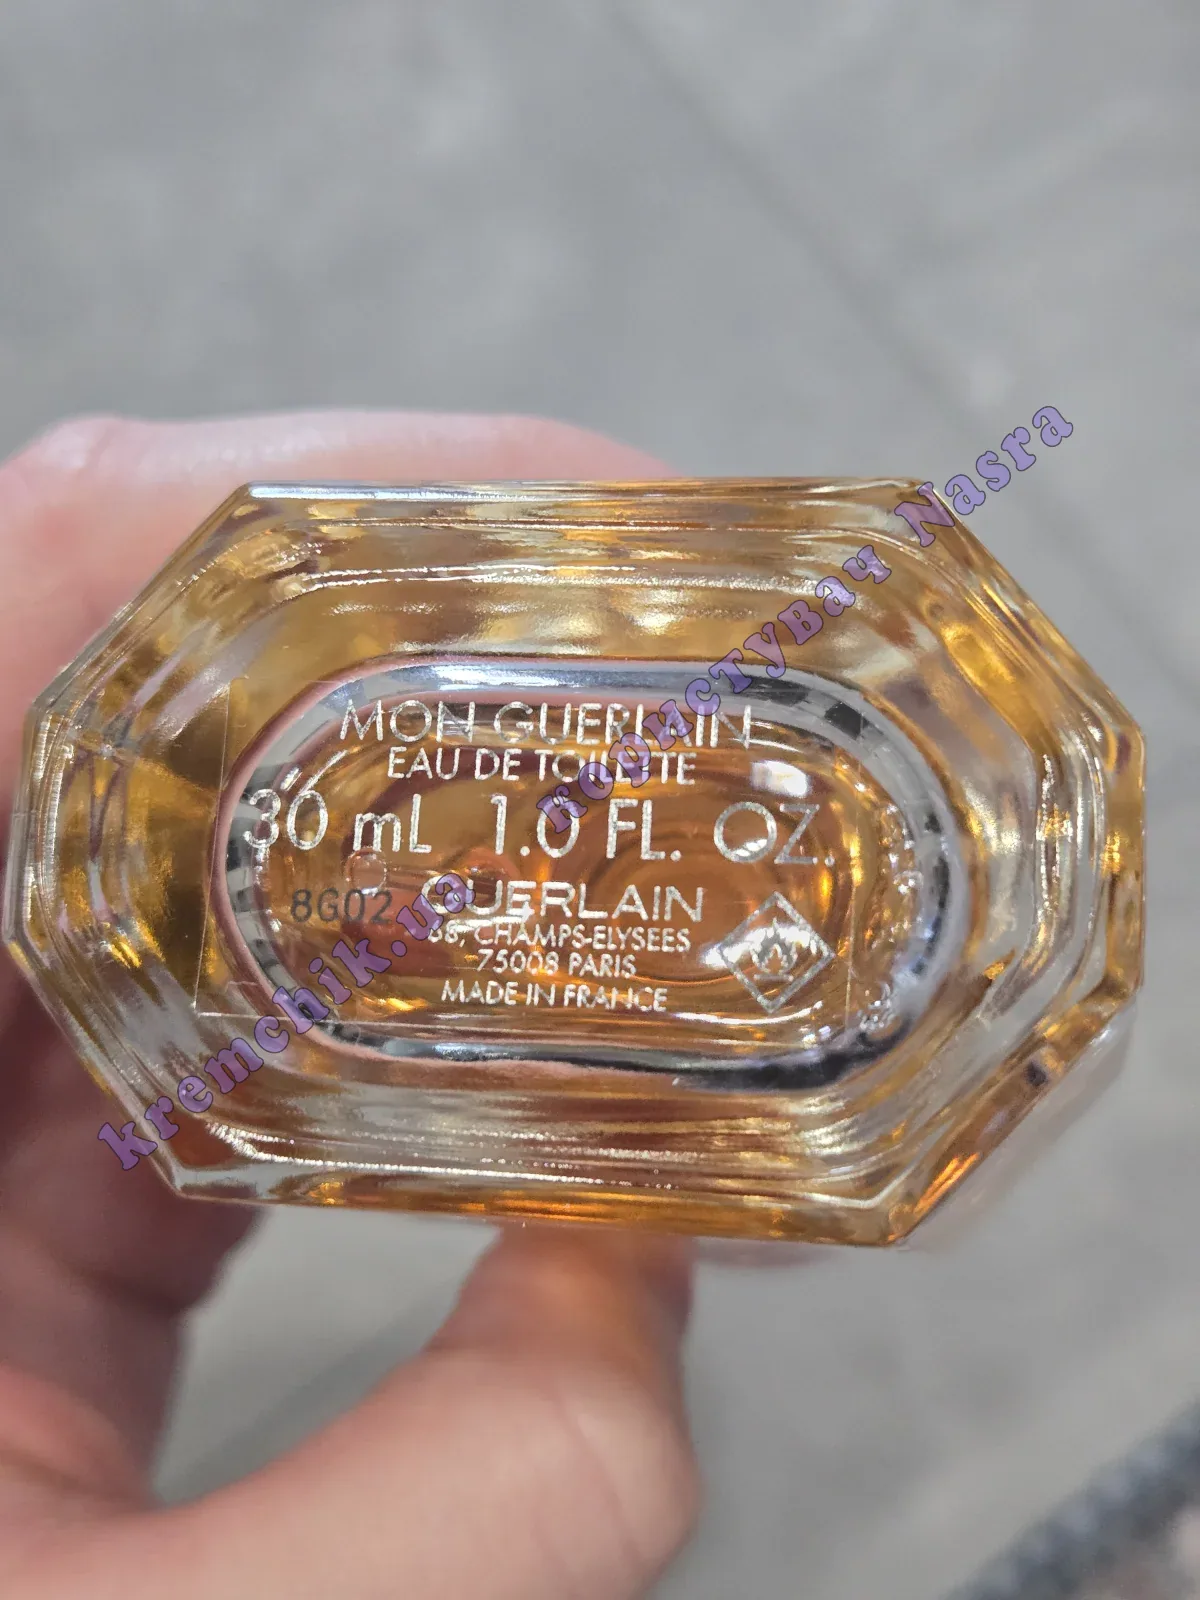 MON GUERLAIN
EAU DE TOILETTE
30 mL 1.0 FL. OZ.
8G02
GUERLAIN
68, CHAMPS-ELYSEES
75008 PARIS
MADE IN FRANCE
kremchik.ua користувач Nasra